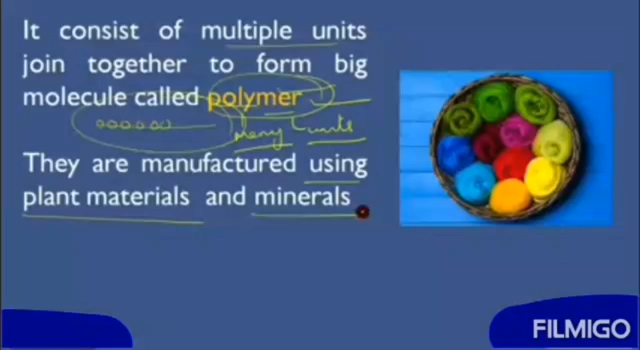 It consist of multiple units
join together to form big
molecule called polymer
Many units
They are manufactured using
plant materials and minerals
FILMIGO